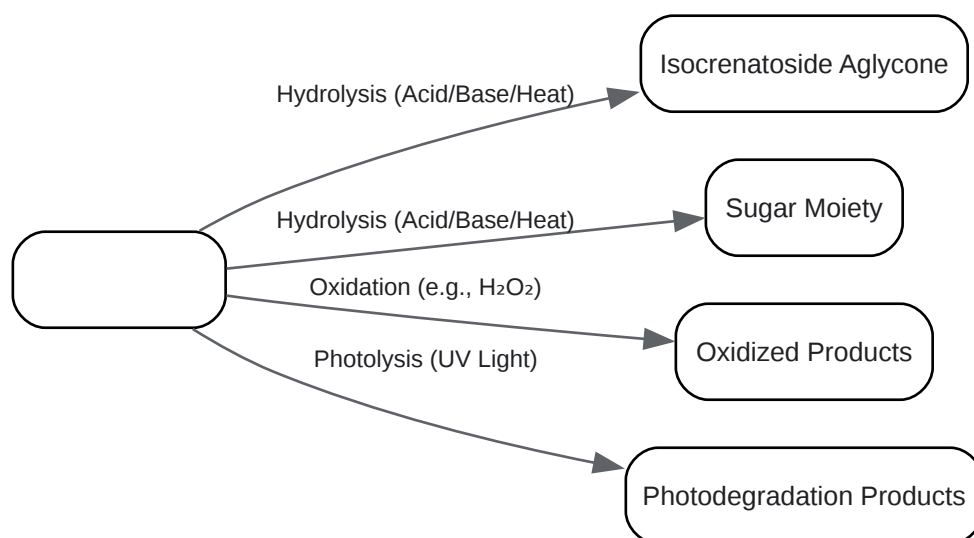 Isocrenatoside Aglycone
Hydrolysis (Acid/Base/Heat)
Sugar Moiety
Hydrolysis (Acid/Base/Heat)
Oxidation (e.g., H₂O₂)
Oxidized Products
Photolysis (UV Light)
Photodegradation Products